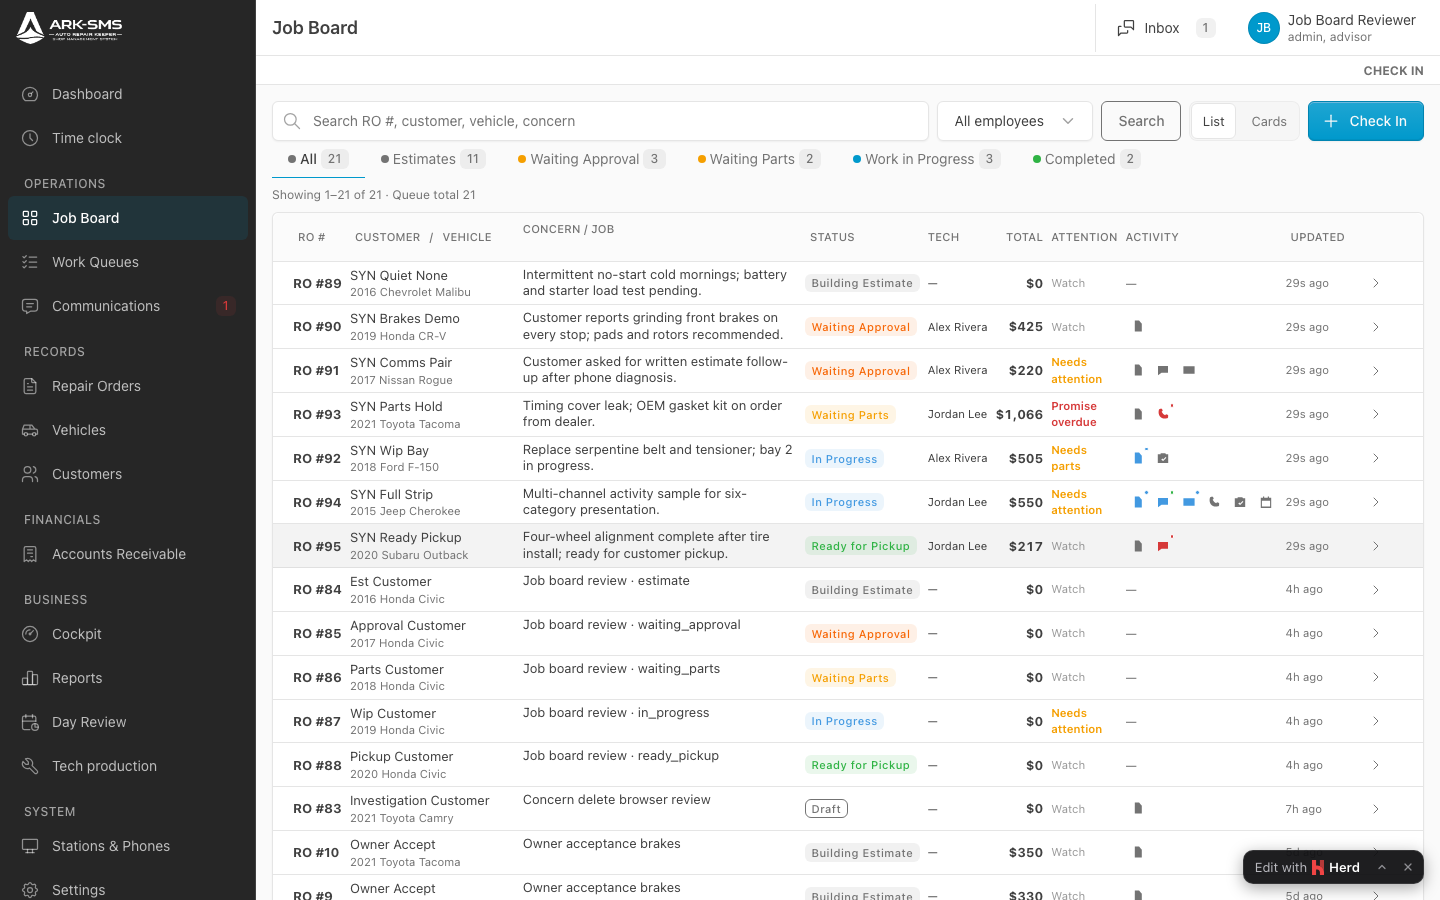 ARK-SMS
AUTO REPAIR KEEPER
SHOP MANAGEMENT SYSTEM
Dashboard
Time clock
OPERATIONS
Job Board
Work Queues
Communications 1
RECORDS
Repair Orders
Vehicles
Customers
FINANCIALS
Accounts Receivable
BUSINESS
Cockpit
Reports
Day Review
Tech production
SYSTEM
Stations & Phones
Settings
Job Board
Inbox 1
JB
Job Board Reviewer
admin, advisor
CHECK IN
Search RO #, customer, vehicle, concern
All employees
Search
List Cards
Check In
All 21 Estimates 11 Waiting Approval 3 Waiting Parts 2 Work in Progress 3 Completed 2
Showing 1–21 of 21 · Queue total 21
RO # CUSTOMER / VEHICLE CONCERN / JOB STATUS TECH TOTAL ATTENTION ACTIVITY UPDATED
RO #89 SYN Quiet None Intermittent no-start cold mornings; battery Building Estimate — $0 Watch — 29s ago
2016 Chevrolet Malibu and starter load test pending.
RO #90 SYN Brakes Demo Customer reports grinding front brakes on Waiting Approval Alex Rivera $425 Watch 29s ago
2019 Honda CR-V every stop; pads and rotors recommended.
RO #91 SYN Comms Pair Customer asked for written estimate follow- Waiting Approval Alex Rivera $220 Needs 29s ago
2017 Nissan Rogue up after phone diagnosis. attention
RO #93 SYN Parts Hold Timing cover leak; OEM gasket kit on order Waiting Parts Jordan Lee $1,066 Promise 29s ago
2021 Toyota Tacoma from dealer. overdue
RO #92 SYN Wip Bay Replace serpentine belt and tensioner; bay 2 In Progress Alex Rivera $505 Needs 29s ago
2018 Ford F-150 in progress. parts
RO #94 SYN Full Strip Multi-channel activity sample for six- In Progress Jordan Lee $550 Needs 29s ago
2015 Jeep Cherokee category presentation. attention
RO #95 SYN Ready Pickup Four-wheel alignment complete after tire Ready for Pickup Jordan Lee $217 Watch 29s ago
2020 Subaru Outback install; ready for customer pickup.
RO #84 Est Customer Job board review · estimate Building Estimate — $0 Watch — 4h ago
2016 Honda Civic
RO #85 Approval Customer Job board review · waiting_approval Waiting Approval — $0 Watch — 4h ago
2017 Honda Civic
RO #86 Parts Customer Job board review · waiting_parts Waiting Parts — $0 Watch — 4h ago
2018 Honda Civic
RO #87 Wip Customer Job board review · in_progress In Progress — $0 Needs — 4h ago
2019 Honda Civic attention
RO #88 Pickup Customer Job board review · ready_pickup Ready for Pickup — $0 Watch — 4h ago
2020 Honda Civic
RO #83 Investigation Customer Concern delete browser review Draft — $0 Watch 7h ago
2021 Toyota Camry
RO #10 Owner Accept Owner acceptance brakes Building Estimate — $350 Watch
2021 Toyota Tacoma
RO #9 Owner Accept Owner acceptance brakes Building Estimate — $330 Watch 5d ago
Edit with Herd